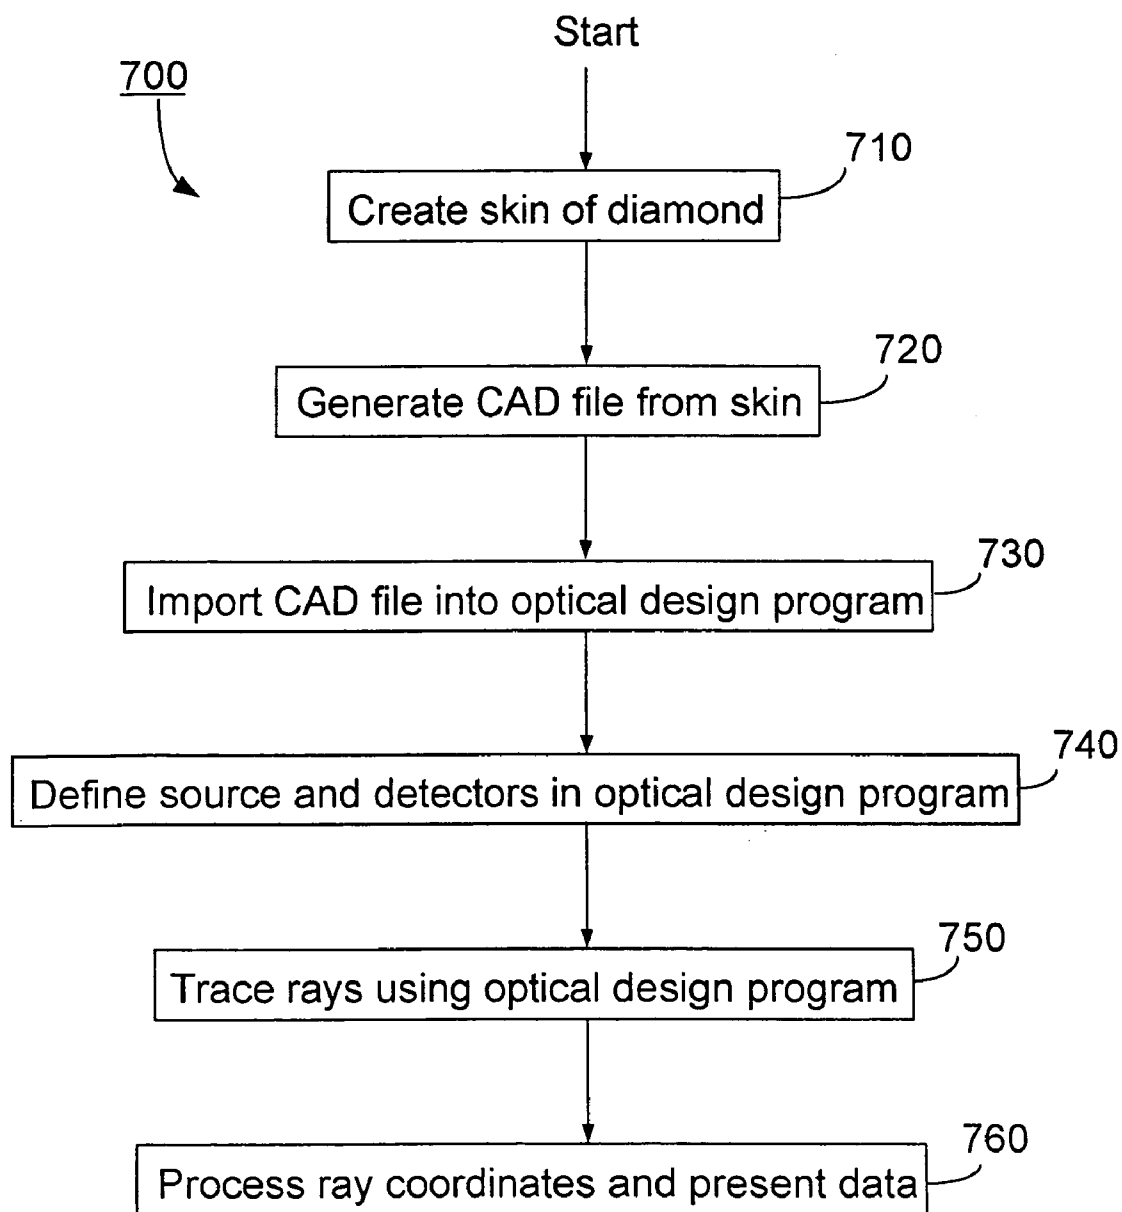 Start
700
710
Create skin of diamond
720
Generate CAD file from skin
730
Import CAD file into optical design program
740
Define source and detectors in optical design program
750
Trace rays using optical design program
760
Process ray coordinates and present data